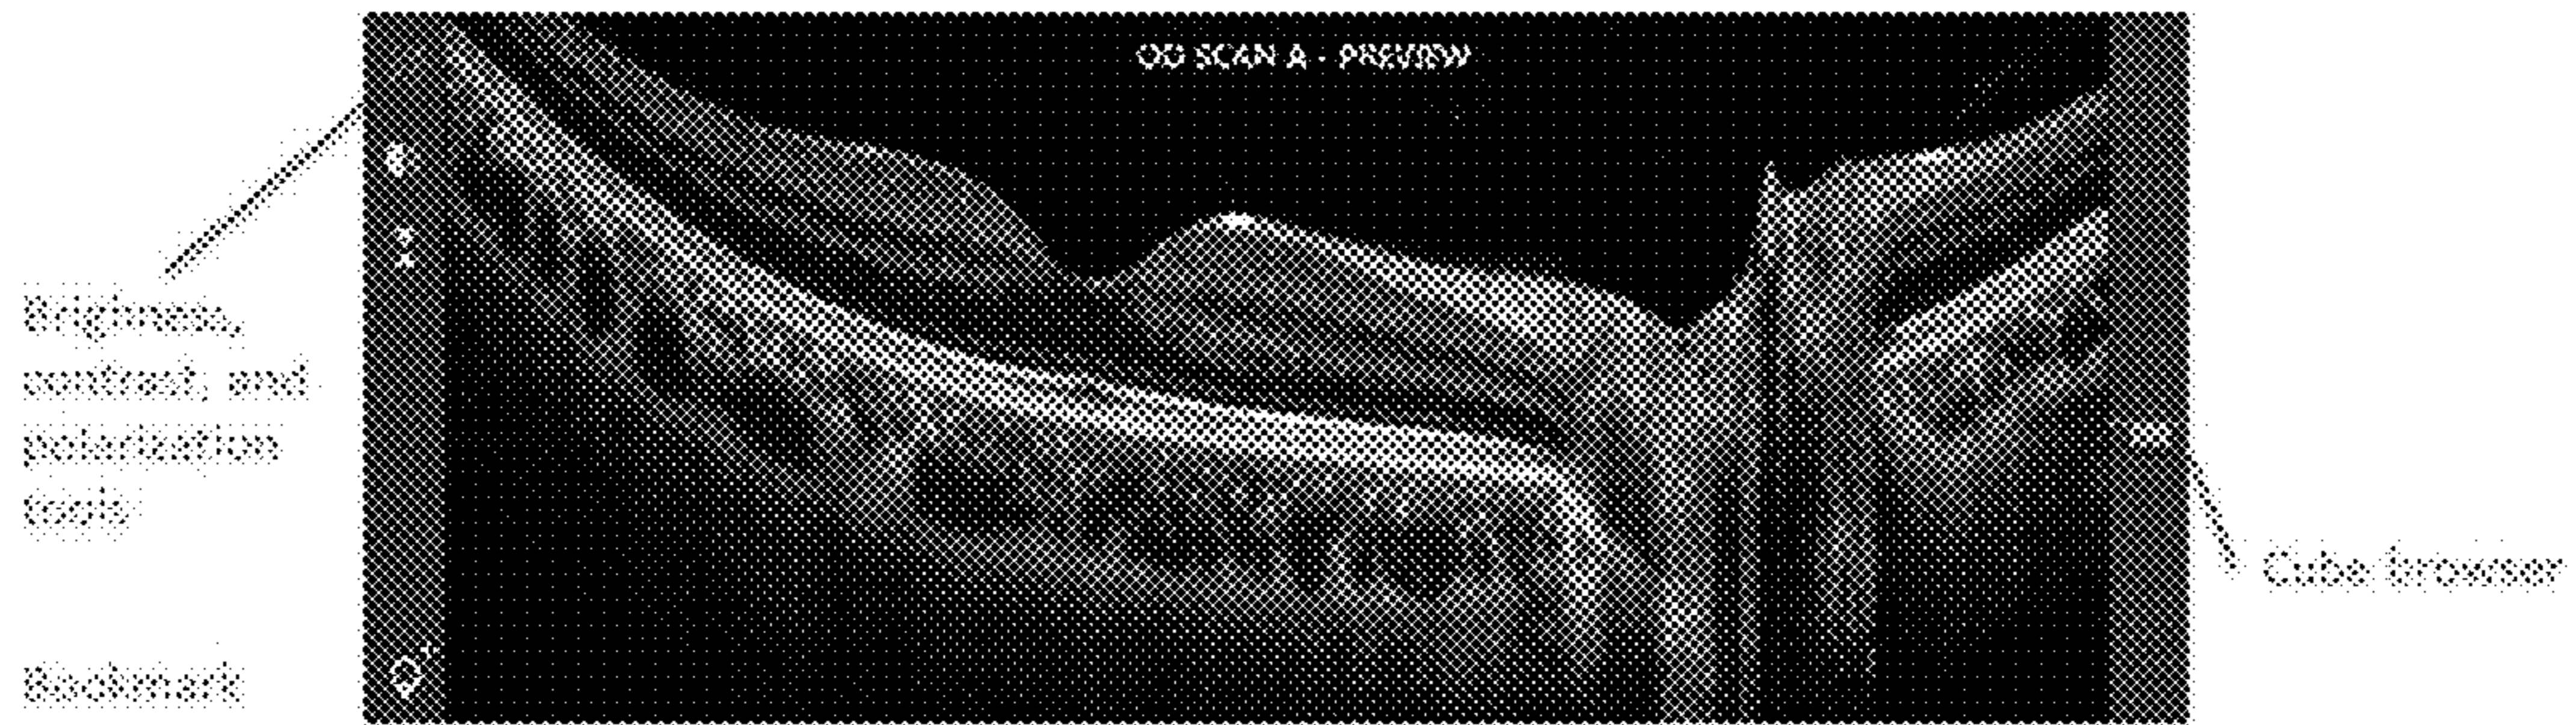 OD SCAN A - PREVIEW
Brightness,
contrast, and
polarization
tools
Cube browser
Bookmark